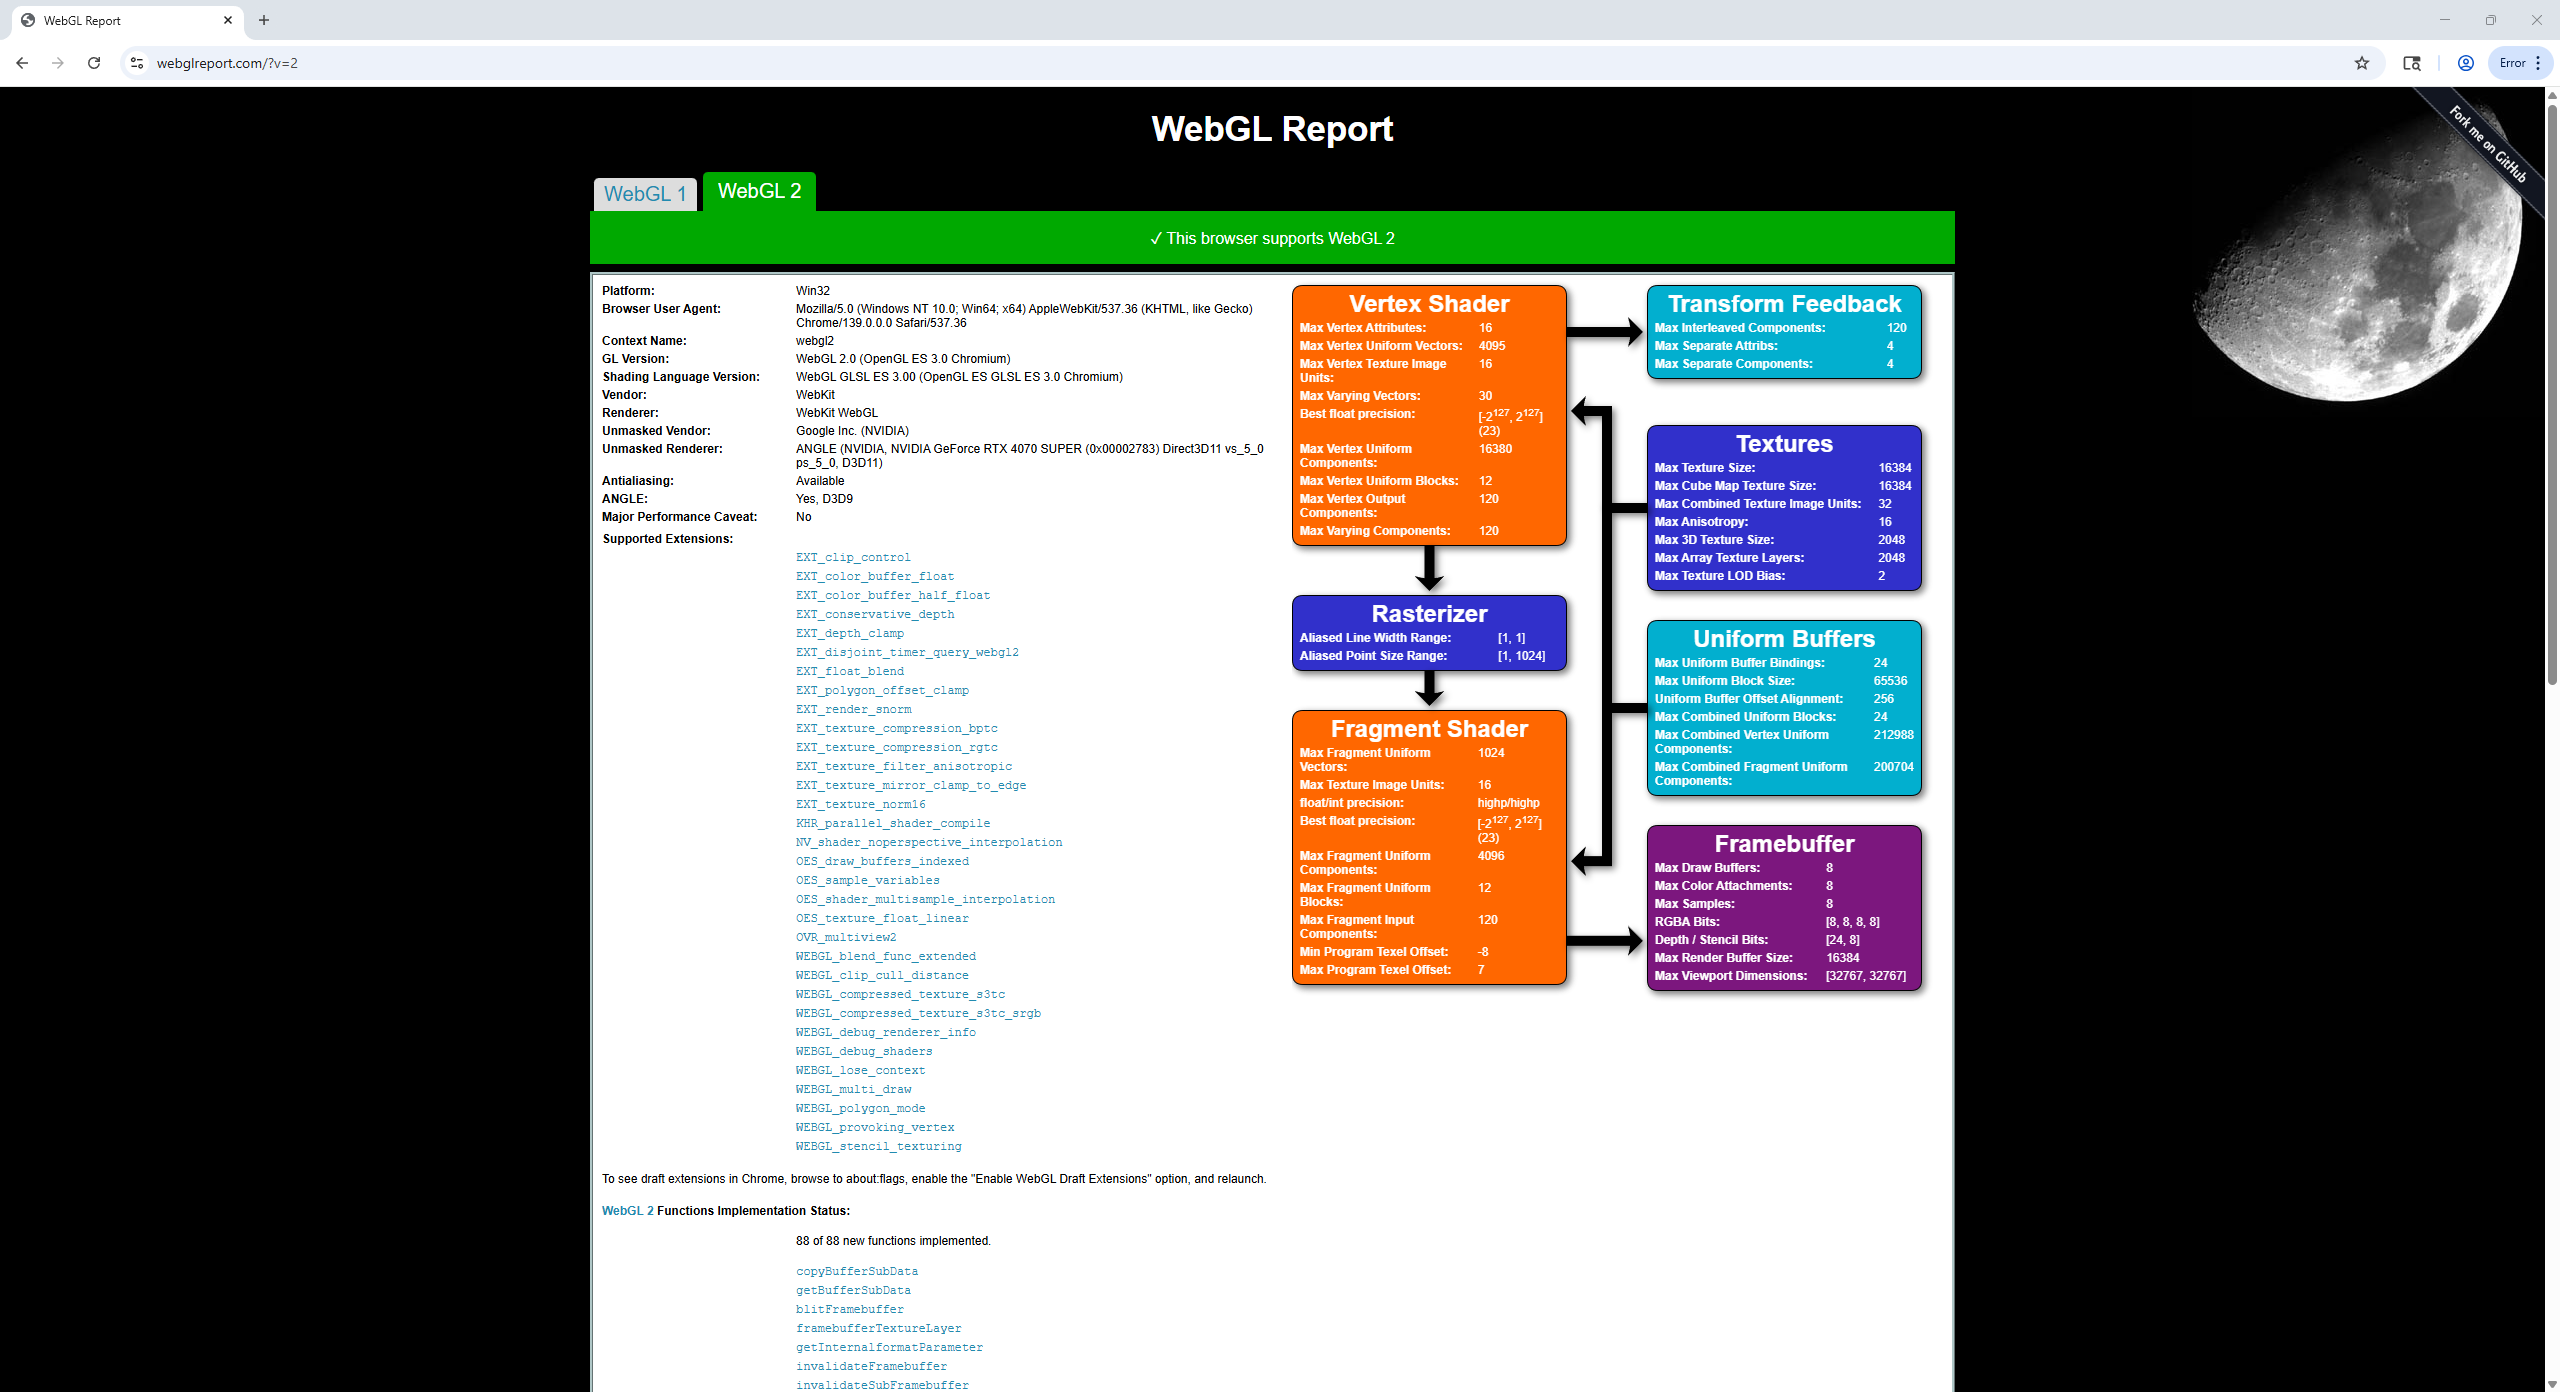 WebGL Report
webglreport.com/?v=2
Error
Fork me on GitHub
WebGL Report
WebGL 1
WebGL 2
✓ This browser supports WebGL 2
Platform: Win32
Browser User Agent: Mozilla/5.0 (Windows NT 10.0; Win64; x64) AppleWebKit/537.36 (KHTML, like Gecko)
Chrome/139.0.0.0 Safari/537.36
Context Name: webgl2
GL Version: WebGL 2.0 (OpenGL ES 3.0 Chromium)
Shading Language Version: WebGL GLSL ES 3.00 (OpenGL ES GLSL ES 3.0 Chromium)
Vendor: WebKit
Renderer: WebKit WebGL
Unmasked Vendor: Google Inc. (NVIDIA)
Unmasked Renderer: ANGLE (NVIDIA, NVIDIA GeForce RTX 4070 SUPER (0x00002783) Direct3D11 vs_5_0
ps_5_0, D3D11)
Antialiasing: Available
ANGLE: Yes, D3D9
Major Performance Caveat: No
Supported Extensions:
EXT_clip_control
EXT_color_buffer_float
EXT_color_buffer_half_float
EXT_conservative_depth
EXT_depth_clamp
EXT_disjoint_timer_query_webgl2
EXT_float_blend
EXT_polygon_offset_clamp
EXT_render_snorm
EXT_texture_compression_bptc
EXT_texture_compression_rgtc
EXT_texture_filter_anisotropic
EXT_texture_mirror_clamp_to_edge
EXT_texture_norm16
KHR_parallel_shader_compile
NV_shader_noperspective_interpolation
OES_draw_buffers_indexed
OES_sample_variables
OES_shader_multisample_interpolation
OES_texture_float_linear
OVR_multiview2
WEBGL_blend_func_extended
WEBGL_clip_cull_distance
WEBGL_compressed_texture_s3tc
WEBGL_compressed_texture_s3tc_srgb
WEBGL_debug_renderer_info
WEBGL_debug_shaders
WEBGL_lose_context
WEBGL_multi_draw
WEBGL_polygon_mode
WEBGL_provoking_vertex
WEBGL_stencil_texturing
To see draft extensions in Chrome, browse to about:flags, enable the "Enable WebGL Draft Extensions" option, and relaunch.
WebGL 2 Functions Implementation Status:
88 of 88 new functions implemented.
copyBufferSubData
getBufferSubData
blitFramebuffer
framebufferTextureLayer
getInternalformatParameter
invalidateFramebuffer
invalidateSubFramebuffer
Vertex Shader
Max Vertex Attributes: 16
Max Vertex Uniform Vectors: 4095
Max Vertex Texture Image 16
Units:
Max Varying Vectors: 30
Best float precision: [-2^127, 2^127]
(23)
Max Vertex Uniform 16380
Components:
Max Vertex Uniform Blocks: 12
Max Vertex Output 120
Components:
Max Varying Components: 120
Rasterizer
Aliased Line Width Range: [1, 1]
Aliased Point Size Range: [1, 1024]
Fragment Shader
Max Fragment Uniform 1024
Vectors:
Max Texture Image Units: 16
float/int precision: highp/highp
Best float precision: [-2^127, 2^127]
(23)
Max Fragment Uniform 4096
Components:
Max Fragment Uniform 12
Blocks:
Max Fragment Input 120
Components:
Min Program Texel Offset: -8
Max Program Texel Offset: 7
Transform Feedback
Max Interleaved Components: 120
Max Separate Attribs: 4
Max Separate Components: 4
Textures
Max Texture Size: 16384
Max Cube Map Texture Size: 16384
Max Combined Texture Image Units: 32
Max Anisotropy: 16
Max 3D Texture Size: 2048
Max Array Texture Layers: 2048
Max Texture LOD Bias: 2
Uniform Buffers
Max Uniform Buffer Bindings: 24
Max Uniform Block Size: 65536
Uniform Buffer Offset Alignment: 256
Max Combined Uniform Blocks: 24
Max Combined Vertex Uniform 212988
Components:
Max Combined Fragment Uniform 200704
Components:
Framebuffer
Max Draw Buffers: 8
Max Color Attachments: 8
Max Samples: 8
RGBA Bits: [8, 8, 8, 8]
Depth / Stencil Bits: [24, 8]
Max Render Buffer Size: 16384
Max Viewport Dimensions: [32767, 32767]